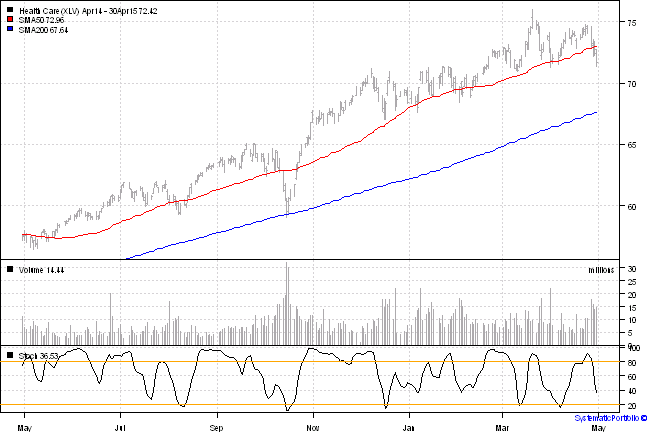 Health Care (XLV) Apr14 - 30Apr15 72.42
SMA50 72.96
SMA200 67.64
75
70
65
60
Volume 14.44
millions
30
25
20
15
10
5
0
Stoch 36.53
100
80
60
40
20
SystematicPortfolio ©
May
Jul
Sep
Nov
Jan
Mar
May